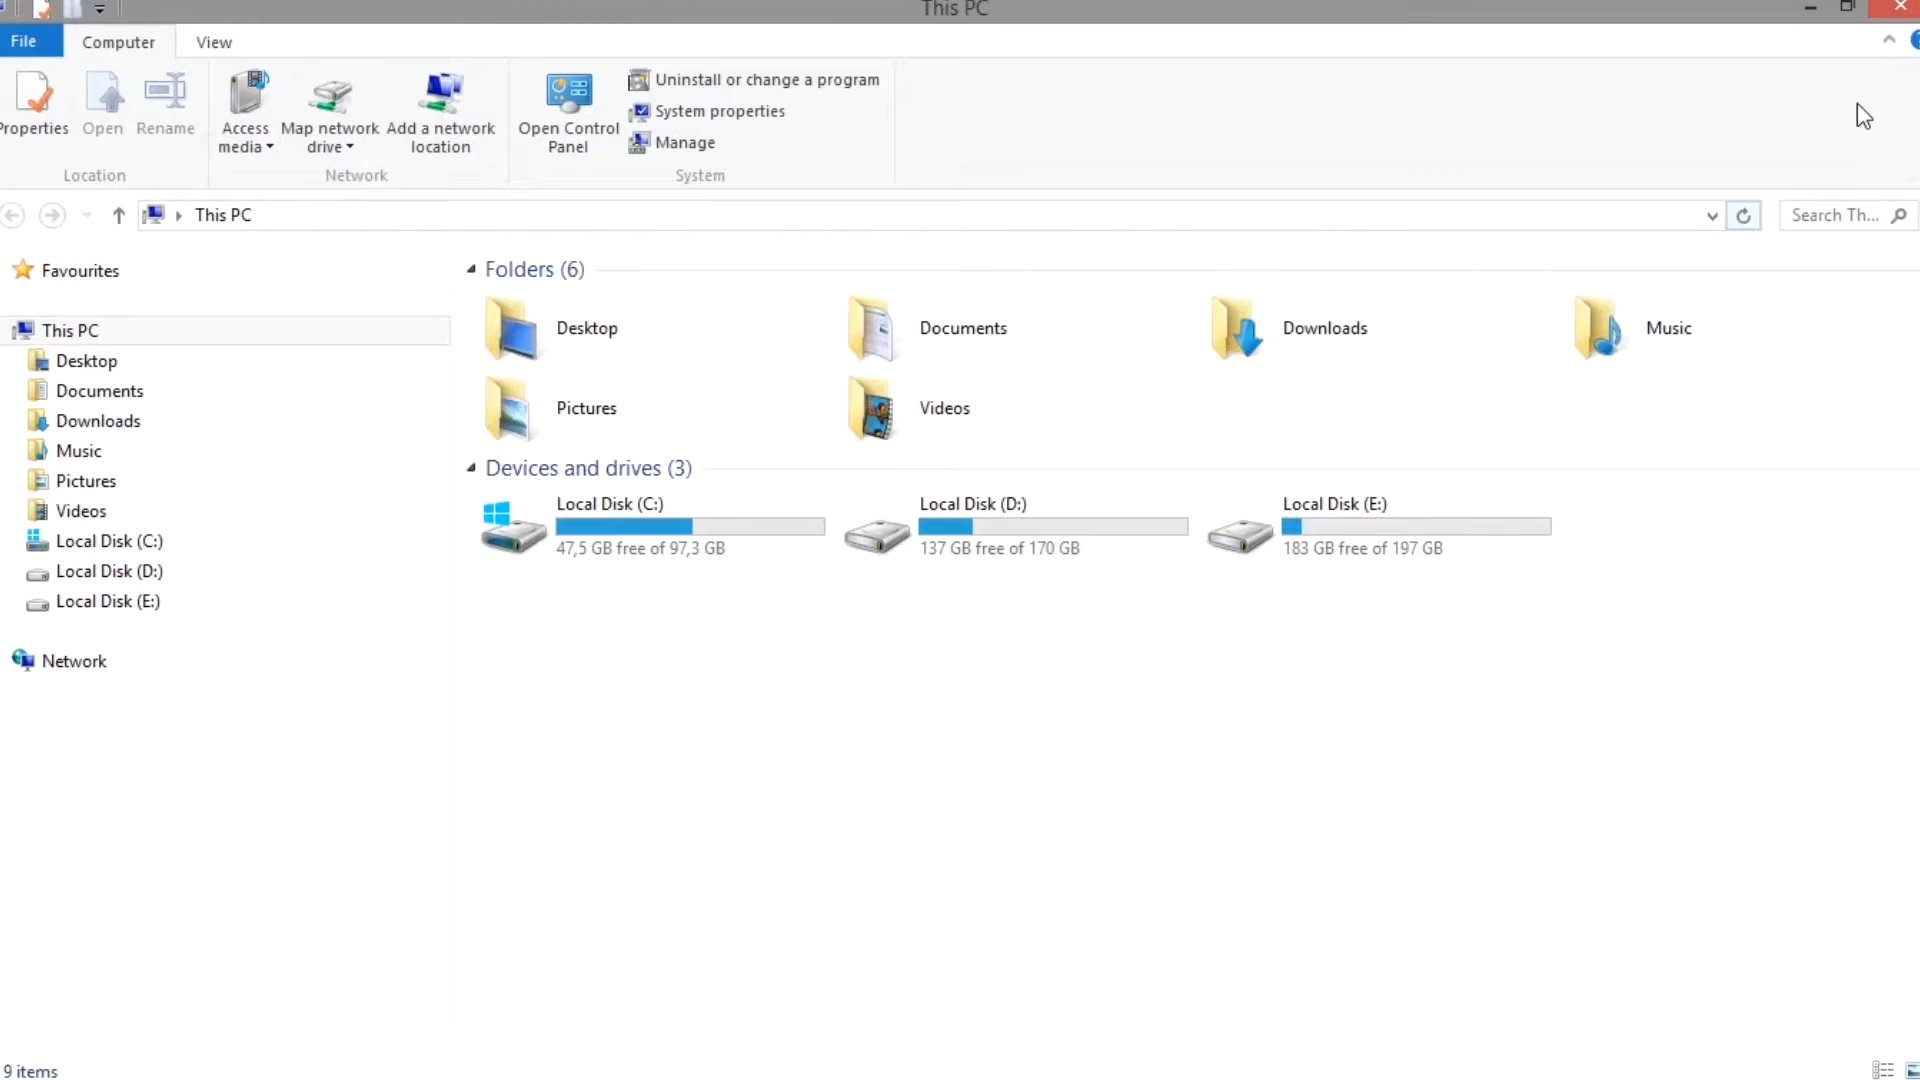 This PC
File
Computer
View
Properties
Open
Rename
Access media
Map network drive
Add a network location
Open Control Panel
Uninstall or change a program
System properties
Manage
Location
Network
System
This PC
Search Th...
Favourites
This PC
Desktop
Documents
Downloads
Music
Pictures
Videos
Local Disk (C:)
Local Disk (D:)
Local Disk (E:)
Network
Folders (6)
Desktop
Documents
Downloads
Music
Pictures
Videos
Devices and drives (3)
Local Disk (C:)
47,5 GB free of 97,3 GB
Local Disk (D:)
137 GB free of 170 GB
Local Disk (E:)
183 GB free of 197 GB
9 items